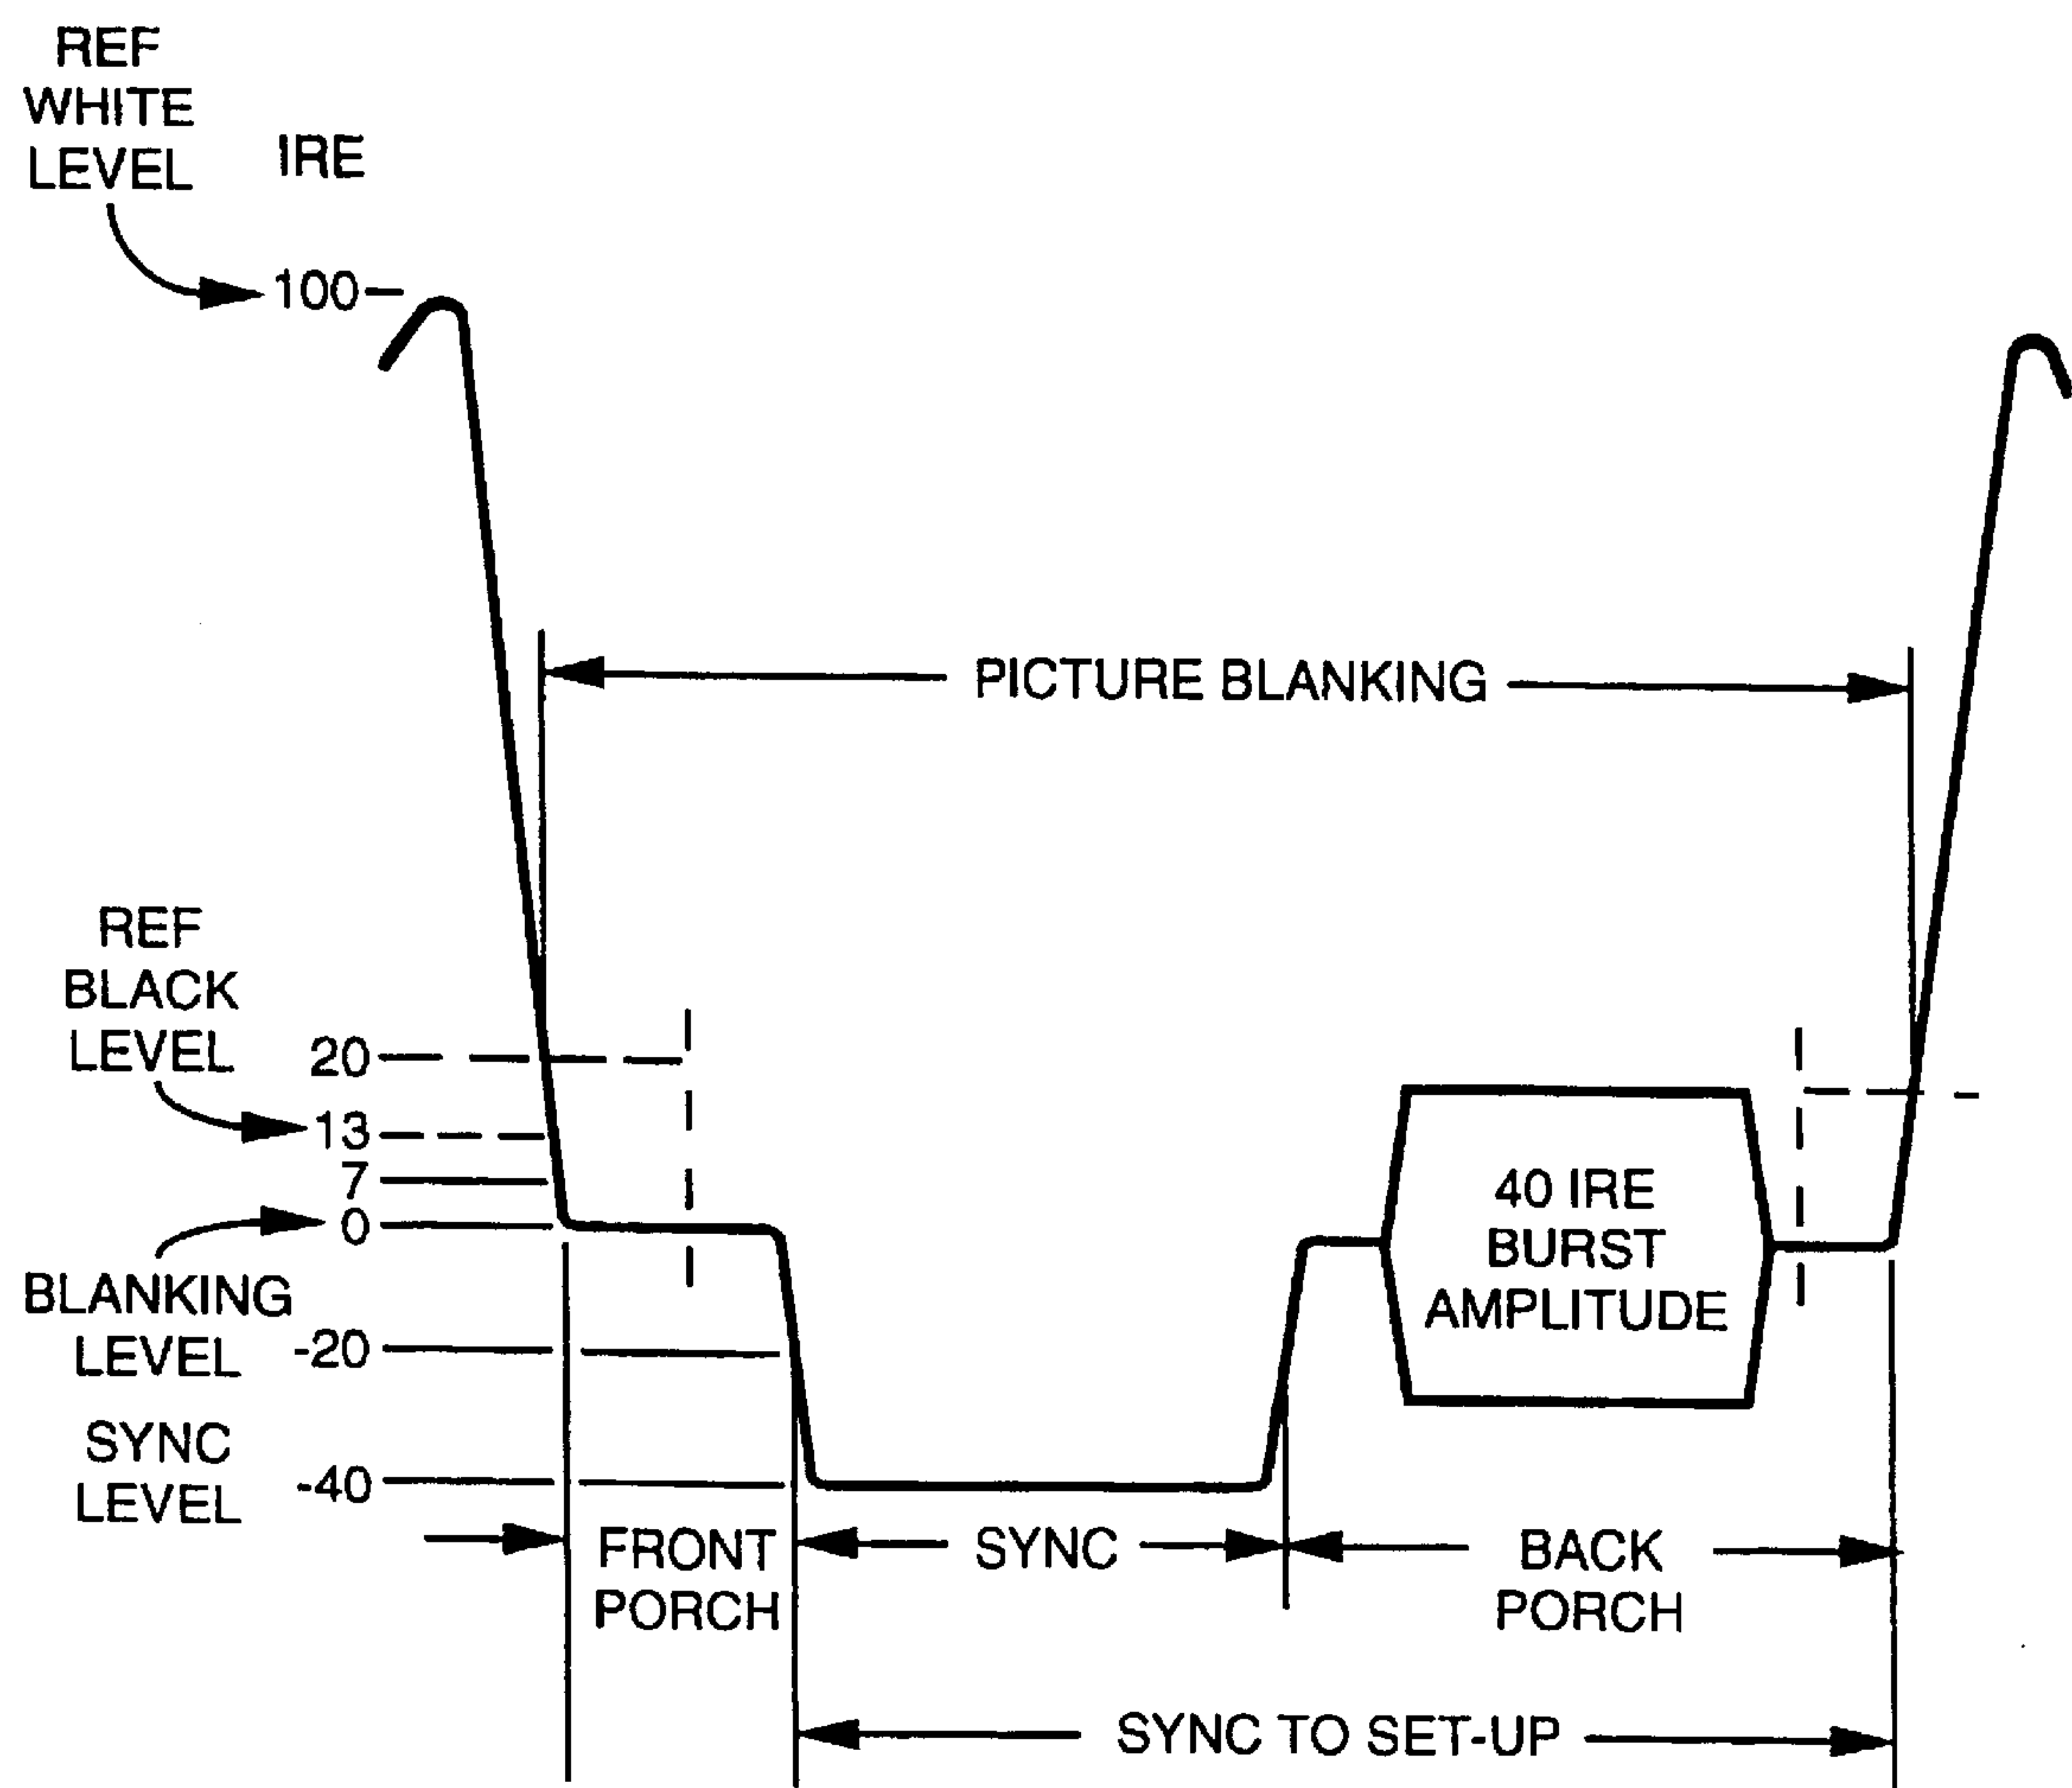 REF
WHITE
LEVEL
IRE
100
PICTURE BLANKING
REF
BLACK
LEVEL
20
13
7
0
BLANKING
LEVEL
-20
SYNC
LEVEL
-40
40 IRE
BURST
AMPLITUDE
FRONT
PORCH
SYNC
BACK
PORCH
SYNC TO SET-UP